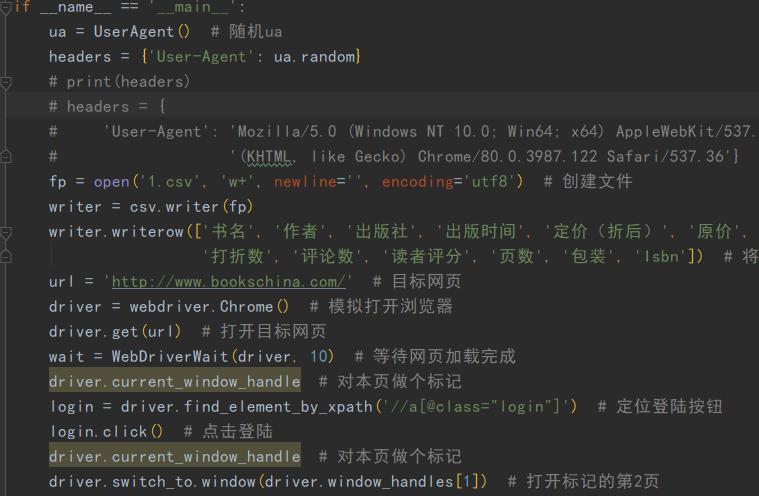 if __name__ == '__main__':
ua = UserAgent()  # 随机ua
headers = {'User-Agent': ua.random}
# print(headers)
# headers = {
#     'User-Agent': 'Mozilla/5.0 (Windows NT 10.0; Win64; x64) AppleWebKit/537.
#                   '(KHTML, like Gecko) Chrome/80.0.3987.122 Safari/537.36'}
fp = open('1.csv', 'w+', newline='', encoding='utf8')  # 创建文件
writer = csv.writer(fp)
writer.writerow(['书名', '作者', '出版社', '出版时间', '定价（折后）', '原价',
'打折数', '评论数', '读者评分', '页数', '包装', 'Isbn'])  # 将
url = 'http://www.bookschina.com/'  # 目标网页
driver = webdriver.Chrome()  # 模拟打开浏览器
driver.get(url)  # 打开目标网页
wait = WebDriverWait(driver, 10)  # 等待网页加载完成
driver.current_window_handle  # 对本页做个标记
login = driver.find_element_by_xpath('//a[@class="login"]')  # 定位登陆按钮
login.click()  # 点击登陆
driver.current_window_handle  # 对本页做个标记
driver.switch_to.window(driver.window_handles[1])  # 打开标记的第2页